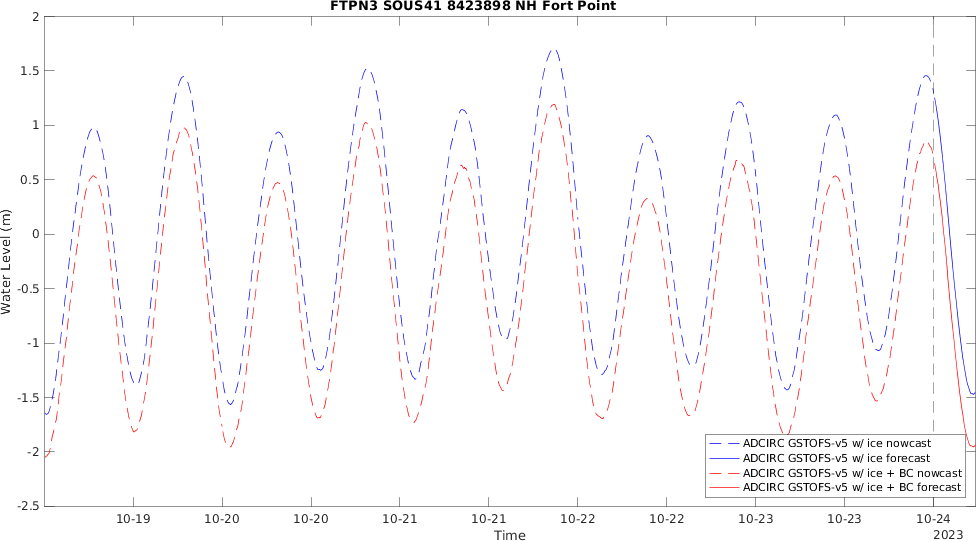 FTPN3 SOUS41 8423898 NH Fort Point
2
1.5
1
0.5
0
-0.5
-1
-1.5
-2
-2.5
Water Level (m)
ADCIRC GSTOFS-v5 w/ ice nowcast
ADCIRC GSTOFS-v5 w/ ice forecast
ADCIRC GSTOFS-v5 w/ ice + BC nowcast
ADCIRC GSTOFS-v5 w/ ice + BC forecast
10-19 10-20 10-20 10-21 10-21 10-22 10-22 10-23 10-23 10-24
2023
Time